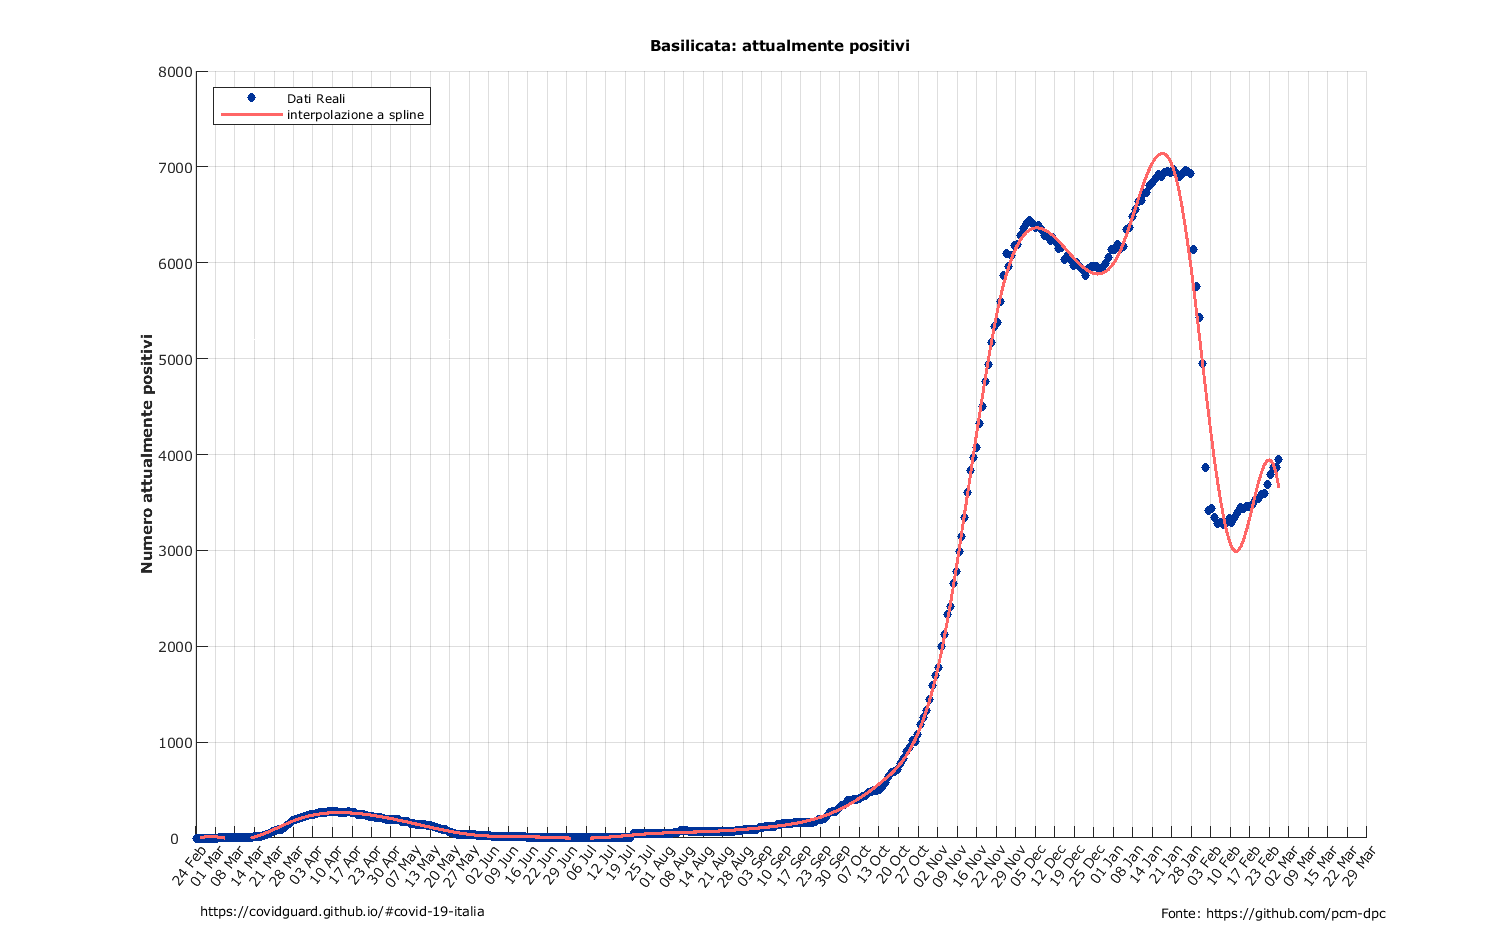 Basilicata: attualmente positivi
8000
7000
6000
5000
4000
3000
2000
1000
0
Numero attualmente positivi
Dati Reali
interpolazione a spline
24 Feb
01 Mar
08 Mar
14 Mar
21 Mar
28 Mar
03 Apr
10 Apr
17 Apr
23 Apr
30 Apr
07 May
13 May
20 May
27 May
02 Jun
09 Jun
16 Jun
22 Jun
29 Jun
06 Jul
12 Jul
19 Jul
25 Jul
01 Aug
08 Aug
14 Aug
21 Aug
28 Aug
03 Sep
10 Sep
17 Sep
23 Sep
30 Sep
07 Oct
13 Oct
20 Oct
27 Oct
02 Nov
09 Nov
16 Nov
22 Nov
29 Nov
05 Dec
12 Dec
19 Dec
25 Dec
01 Jan
08 Jan
14 Jan
21 Jan
28 Jan
03 Feb
10 Feb
17 Feb
23 Feb
02 Mar
09 Mar
15 Mar
22 Mar
29 Mar
https://covidguard.github.io/#covid-19-italia
Fonte: https://github.com/pcm-dpc